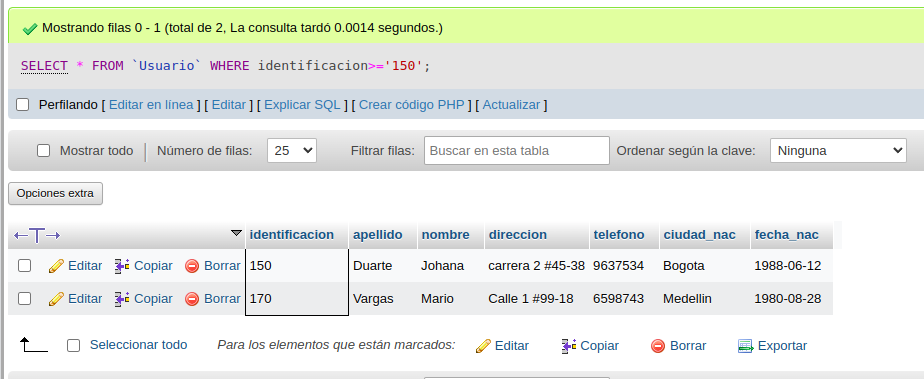 Mostrando filas 0 - 1 (total de 2, La consulta tardó 0.0014 segundos.)
SELECT * FROM `Usuario` WHERE identificacion>='150';
Perfilando [ Editar en línea ] [ Editar ] [ Explicar SQL ] [ Crear código PHP ] [ Actualizar ]
Mostrar todo Número de filas: 25 Filtrar filas: Buscar en esta tabla Ordenar según la clave: Ninguna
Opciones extra
identificacion apellido nombre direccion telefono ciudad_nac fecha_nac
Editar Copiar Borrar 150 Duarte Johana carrera 2 #45-38 9637534 Bogota 1988-06-12
Editar Copiar Borrar 170 Vargas Mario Calle 1 #99-18 6598743 Medellin 1980-08-28
Seleccionar todo Para los elementos que están marcados: Editar Copiar Borrar Exportar